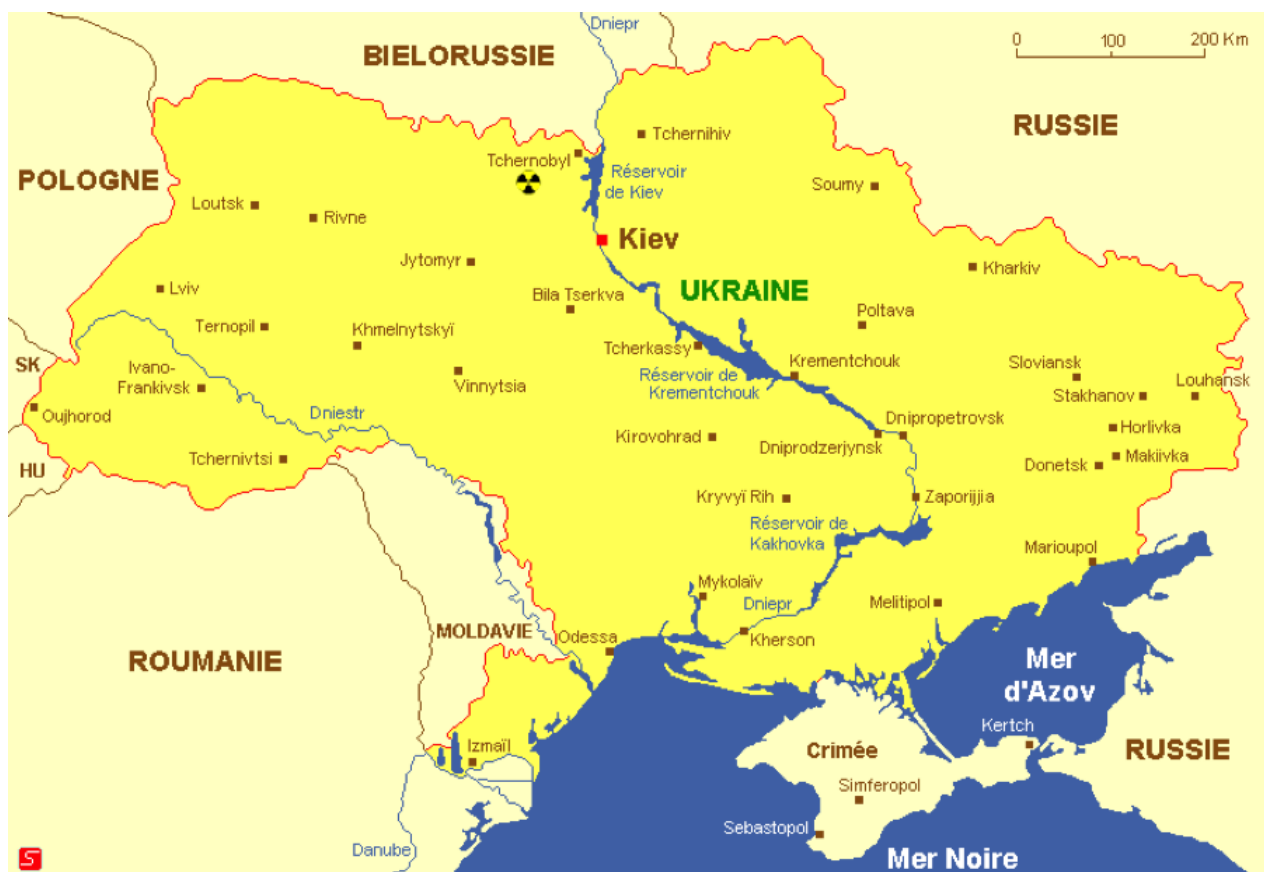 Dniepr
BIELORUSSIE
0 100 200 Km
RUSSIE
Tchernihiv
Tchernobyl
Réservoir
de Kiev
POLOGNE
Soumy
Loutsk
Rivne
Kiev
Jytomyr
Kharkiv
Lviv
Bila Tserkva
UKRAINE
Poltava
Ternopil
Khmelnytskyï
Tcherkassy
Krementchouk
SK
Ivano-
Frankivsk
Vinnytsia
Réservoir de
Krementchouk
Sloviansk
Louhansk
Stakhanov
Oujhorod
Dniestr
Dnipropetrovsk
Horlivka
Kirovohrad
Dniprodzerjynsk
HU
Tchernivtsi
Donetsk
Makiivka
Kryvyï Rih
Zaporijjia
Réservoir de
Kakhovka
Marioupol
Mykolaïv
Dniepr
Melitipol
MOLDAVIE
Odessa
Kherson
ROUMANIE
Mer
d'Azov
Kertch
Izmaïl
Crimée
RUSSIE
Simferopol
Sebastopol
Danube
Mer Noire
S